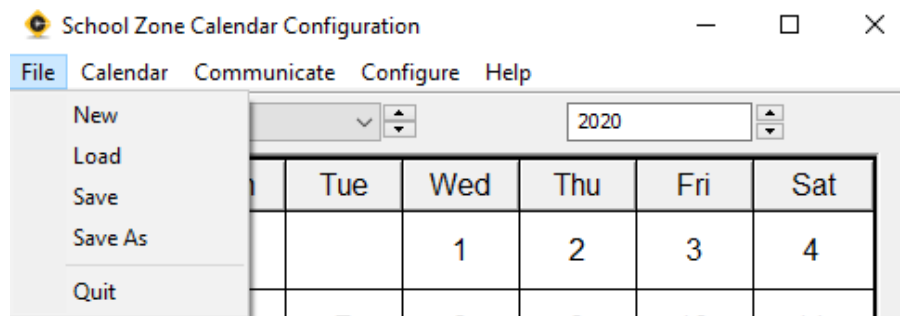 School Zone Calendar Configuration
File Calendar Communicate Configure Help
New
2020
Load
Tue Wed Thu Fri Sat
Save
Save As
1 2 3 4
Quit